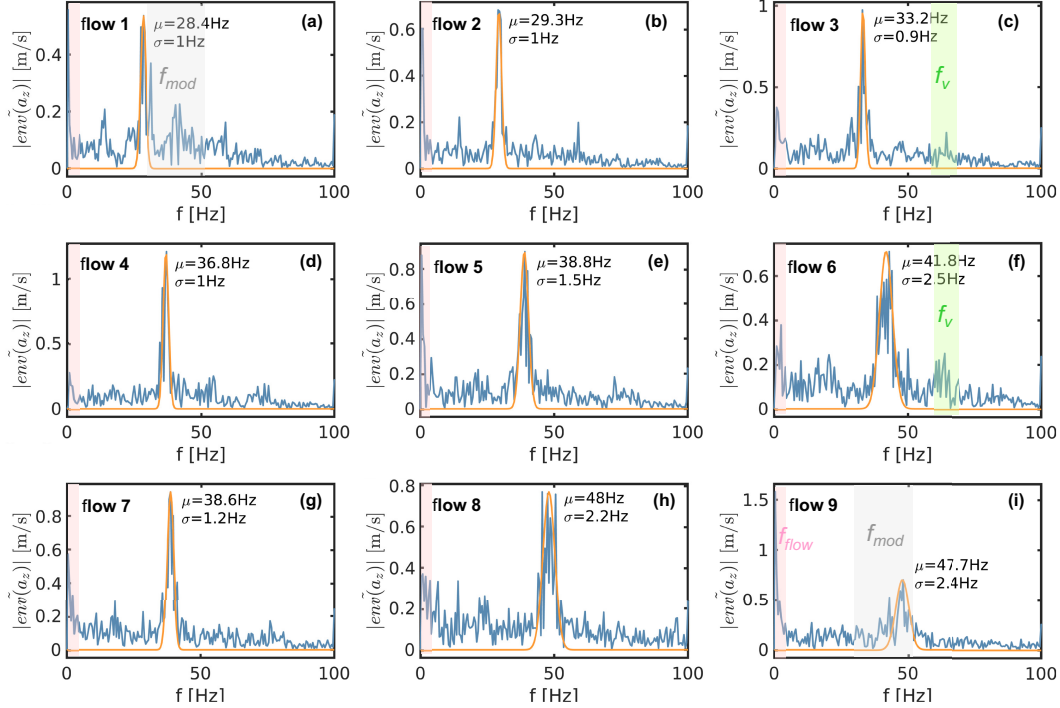 flow 1
(a)
μ=28.4Hz
σ=1Hz
f_mod
0.4
0.2
0
|enṽ(a_z)| [m/s]
0
50
100
f [Hz]
flow 2
(b)
μ=29.3Hz
σ=1Hz
0.6
0.4
0.2
0
|enṽ(a_z)| [m/s]
0
50
100
f [Hz]
flow 3
(c)
μ=33.2Hz
σ=0.9Hz
f_v
1
0.5
0
|enṽ(a_z)| [m/s]
0
50
100
f [Hz]
flow 4
(d)
μ=36.8Hz
σ=1Hz
1
0.5
0
|enṽ(a_z)| [m/s]
0
50
100
f [Hz]
flow 5
(e)
μ=38.8Hz
σ=1.5Hz
0.8
0.6
0.4
0.2
0
|enṽ(a_z)| [m/s]
0
50
100
f [Hz]
flow 6
(f)
μ=41.8Hz
σ=2.5Hz
f_v
0.6
0.4
0.2
0
|enṽ(a_z)| [m/s]
0
50
100
f [Hz]
flow 7
(g)
μ=38.6Hz
σ=1.2Hz
0.8
0.6
0.4
0.2
0
|enṽ(a_z)| [m/s]
0
50
100
f [Hz]
flow 8
(h)
μ=48Hz
σ=2.2Hz
0.8
0.6
0.4
0.2
0
|enṽ(a_z)| [m/s]
0
50
100
f [Hz]
flow 9
(i)
f_flow
f_mod
μ=47.7Hz
σ=2.4Hz
1.5
1
0.5
0
|enṽ(a_z)| [m/s]
0
50
100
f [Hz]